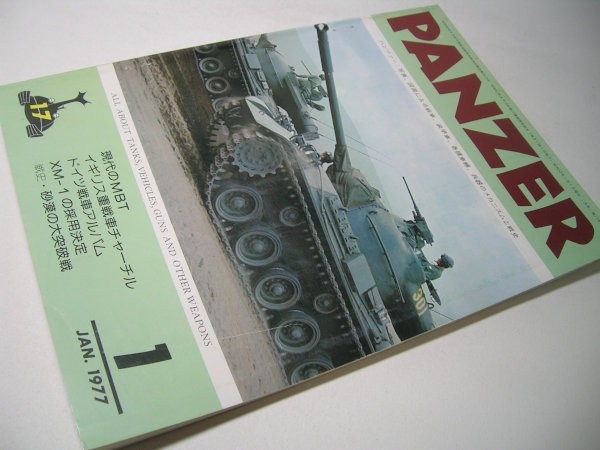 PANZER
ALL ABOUT TANKS, VEHICLES, GUNS AND OTHER WEAPONS
17
現代のMBT
イギリス重戦車チャーチル
ドイツ戦車アルバム
XM-1の採用決定
戦史 砂漠の大突破戦
1
JAN. 1977
301